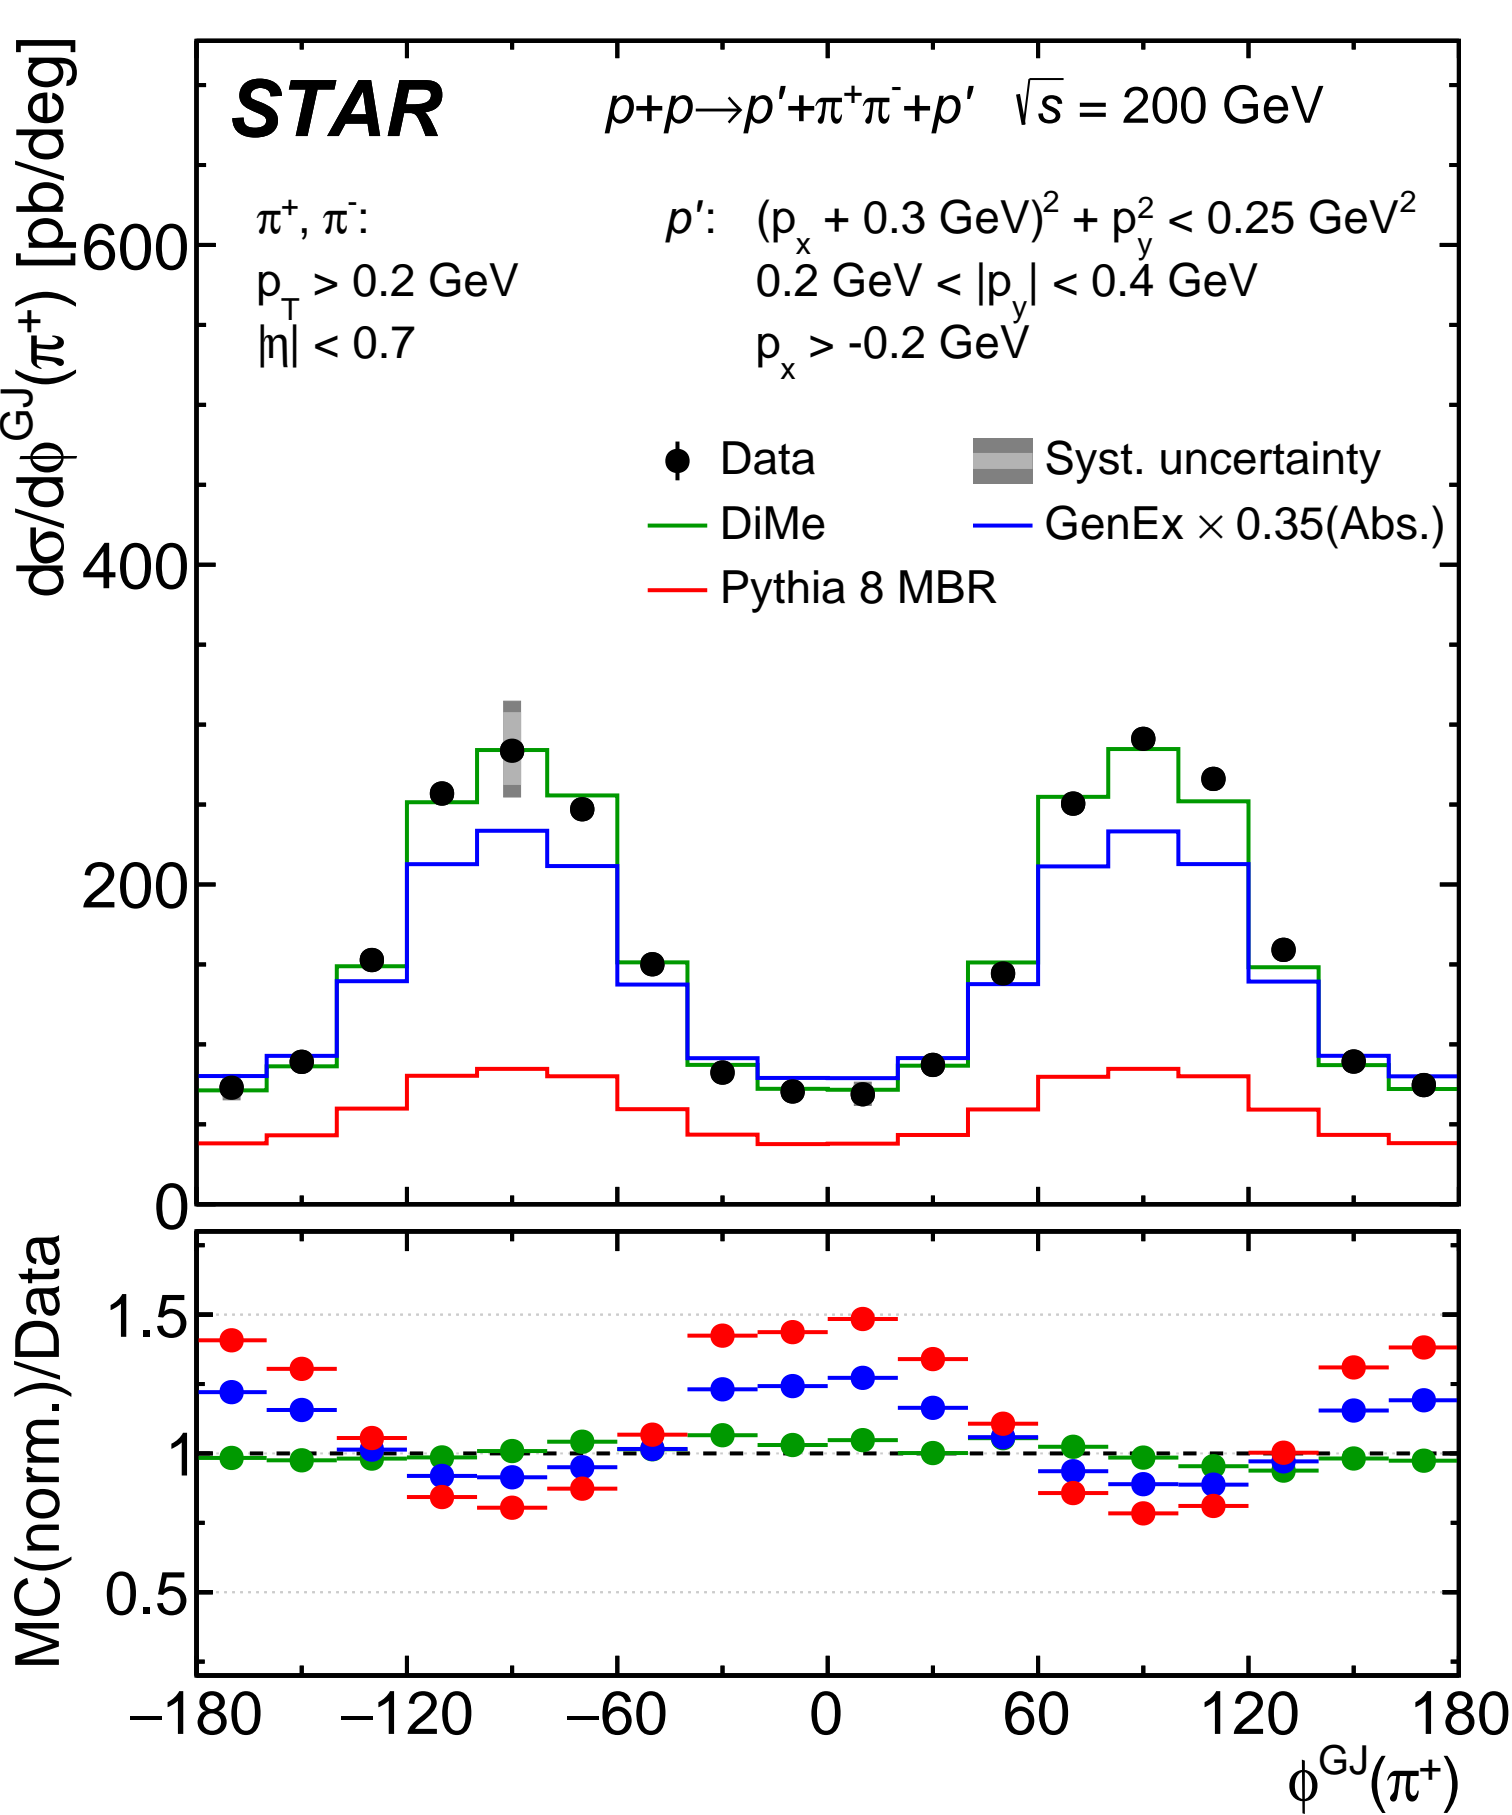 STAR p+p→p′+π⁺π⁻+p′ √s = 200 GeV
π⁺, π⁻: p′: (pₓ + 0.3 GeV)² + p_y² < 0.25 GeV²
p_T > 0.2 GeV 0.2 GeV < |p_y| < 0.4 GeV
|η| < 0.7 pₓ > -0.2 GeV
Data Syst. uncertainty
DiMe GenEx × 0.35(Abs.)
Pythia 8 MBR
dσ/dϕ^GJ(π⁺) [pb/deg]
600
400
200
0
MC(norm.)/Data
1.5
1
0.5
−180 −120 −60 0 60 120 180
ϕ^GJ(π⁺)